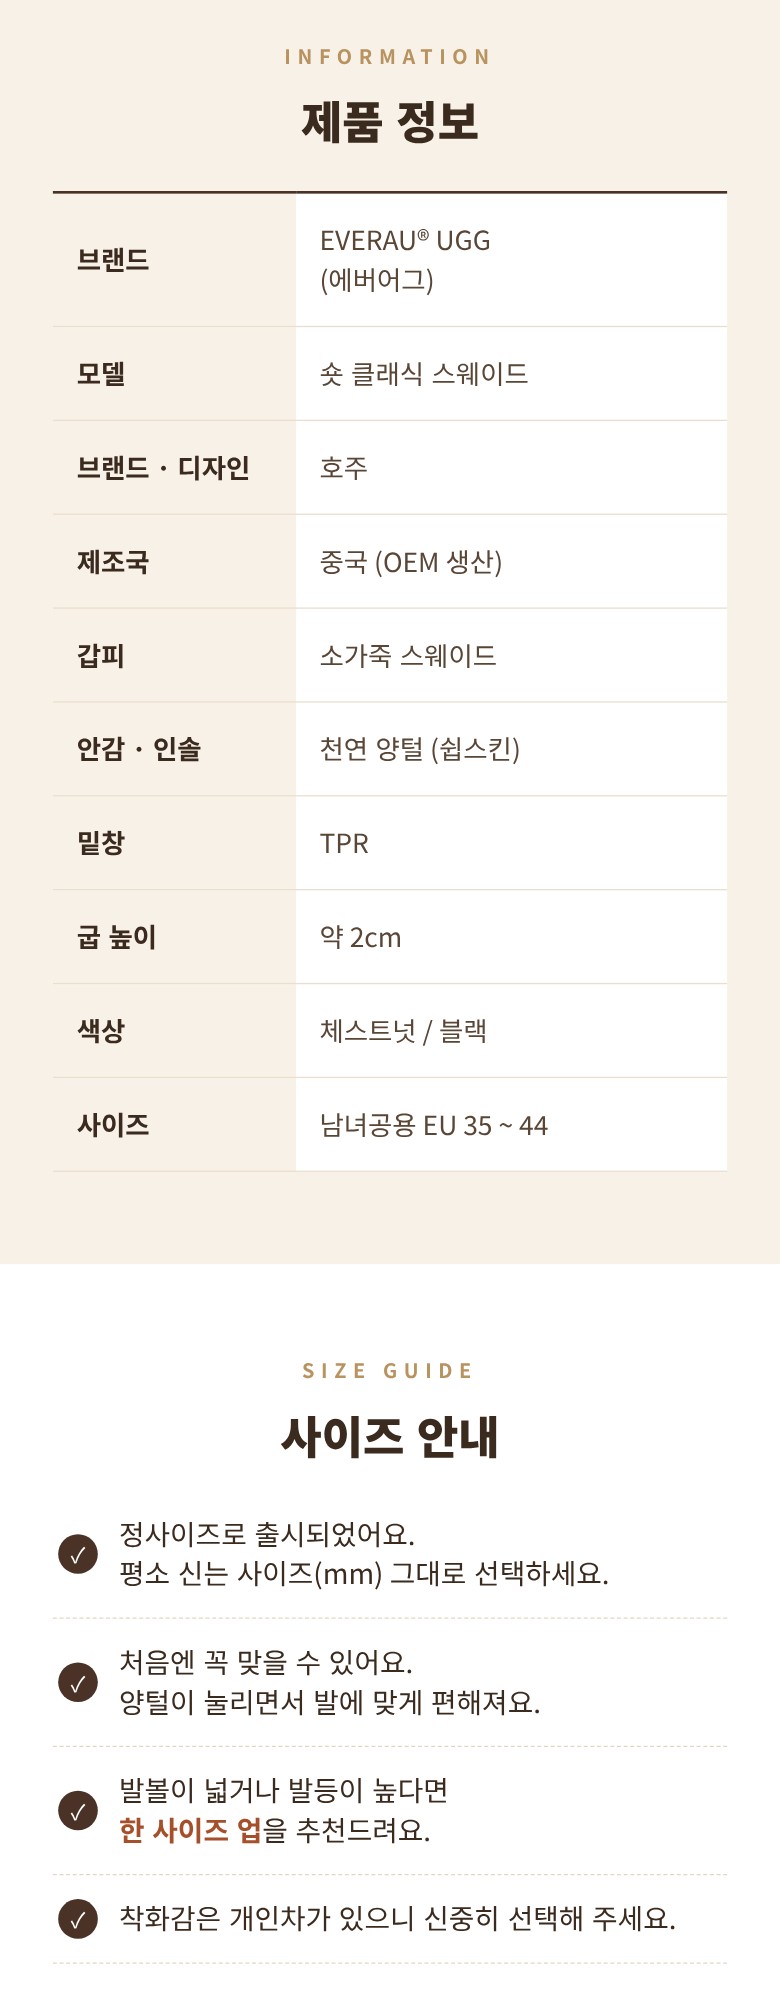 INFORMATION
제품 정보
브랜드
EVERAU® UGG
(에버어그)
모델
숏 클래식 스웨이드
브랜드 · 디자인
호주
제조국
중국 (OEM 생산)
갑피
소가죽 스웨이드
안감 · 인솔
천연 양털 (쉽스킨)
밑창
TPR
굽 높이
약 2cm
색상
체스트넛 / 블랙
사이즈
남녀공용 EU 35 ~ 44
SIZE GUIDE
사이즈 안내
정사이즈로 출시되었어요.
평소 신는 사이즈(mm) 그대로 선택하세요.
처음엔 꼭 맞을 수 있어요.
양털이 눌리면서 발에 맞게 편해져요.
발볼이 넓거나 발등이 높다면
한 사이즈 업을 추천드려요.
착화감은 개인차가 있으니 신중히 선택해 주세요.